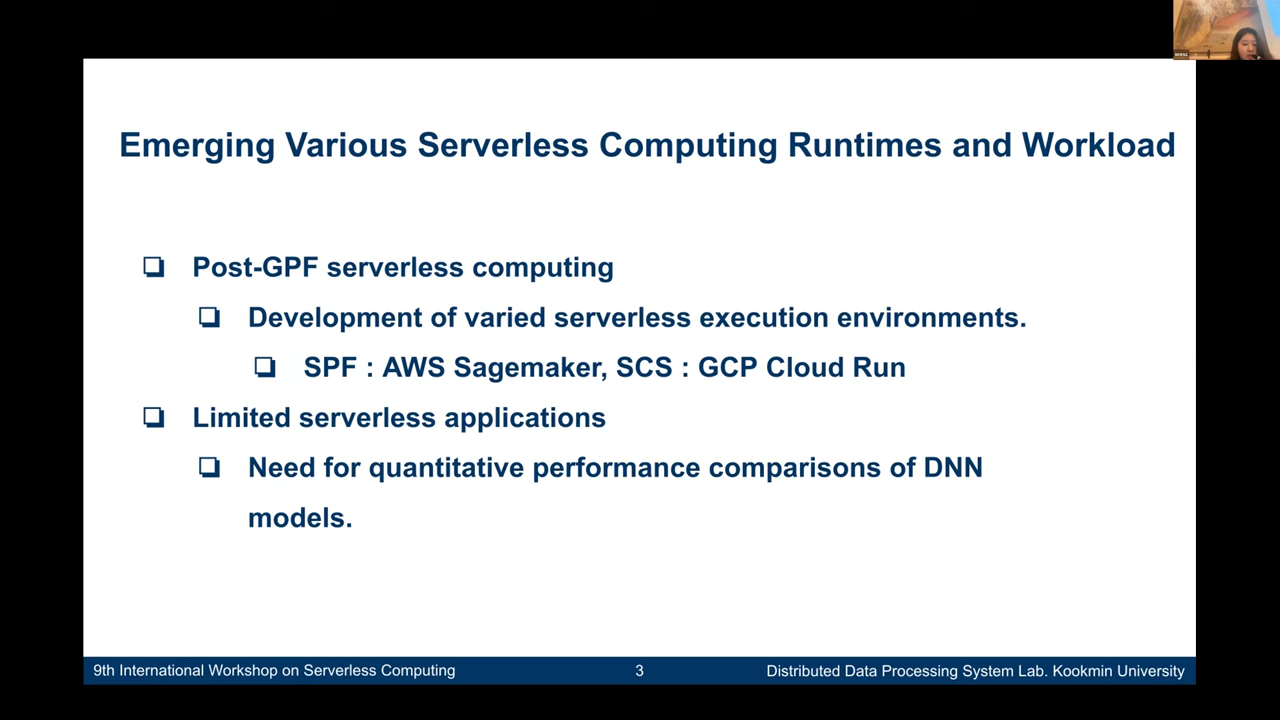 Emerging Various Serverless Computing Runtimes and Workload
❏ Post-GPF serverless computing
❏ Development of varied serverless execution environments.
❏ SPF : AWS Sagemaker, SCS : GCP Cloud Run
❏ Limited serverless applications
❏ Need for quantitative performance comparisons of DNN
models.
9th International Workshop on Serverless Computing
3
Distributed Data Processing System Lab. Kookmin University